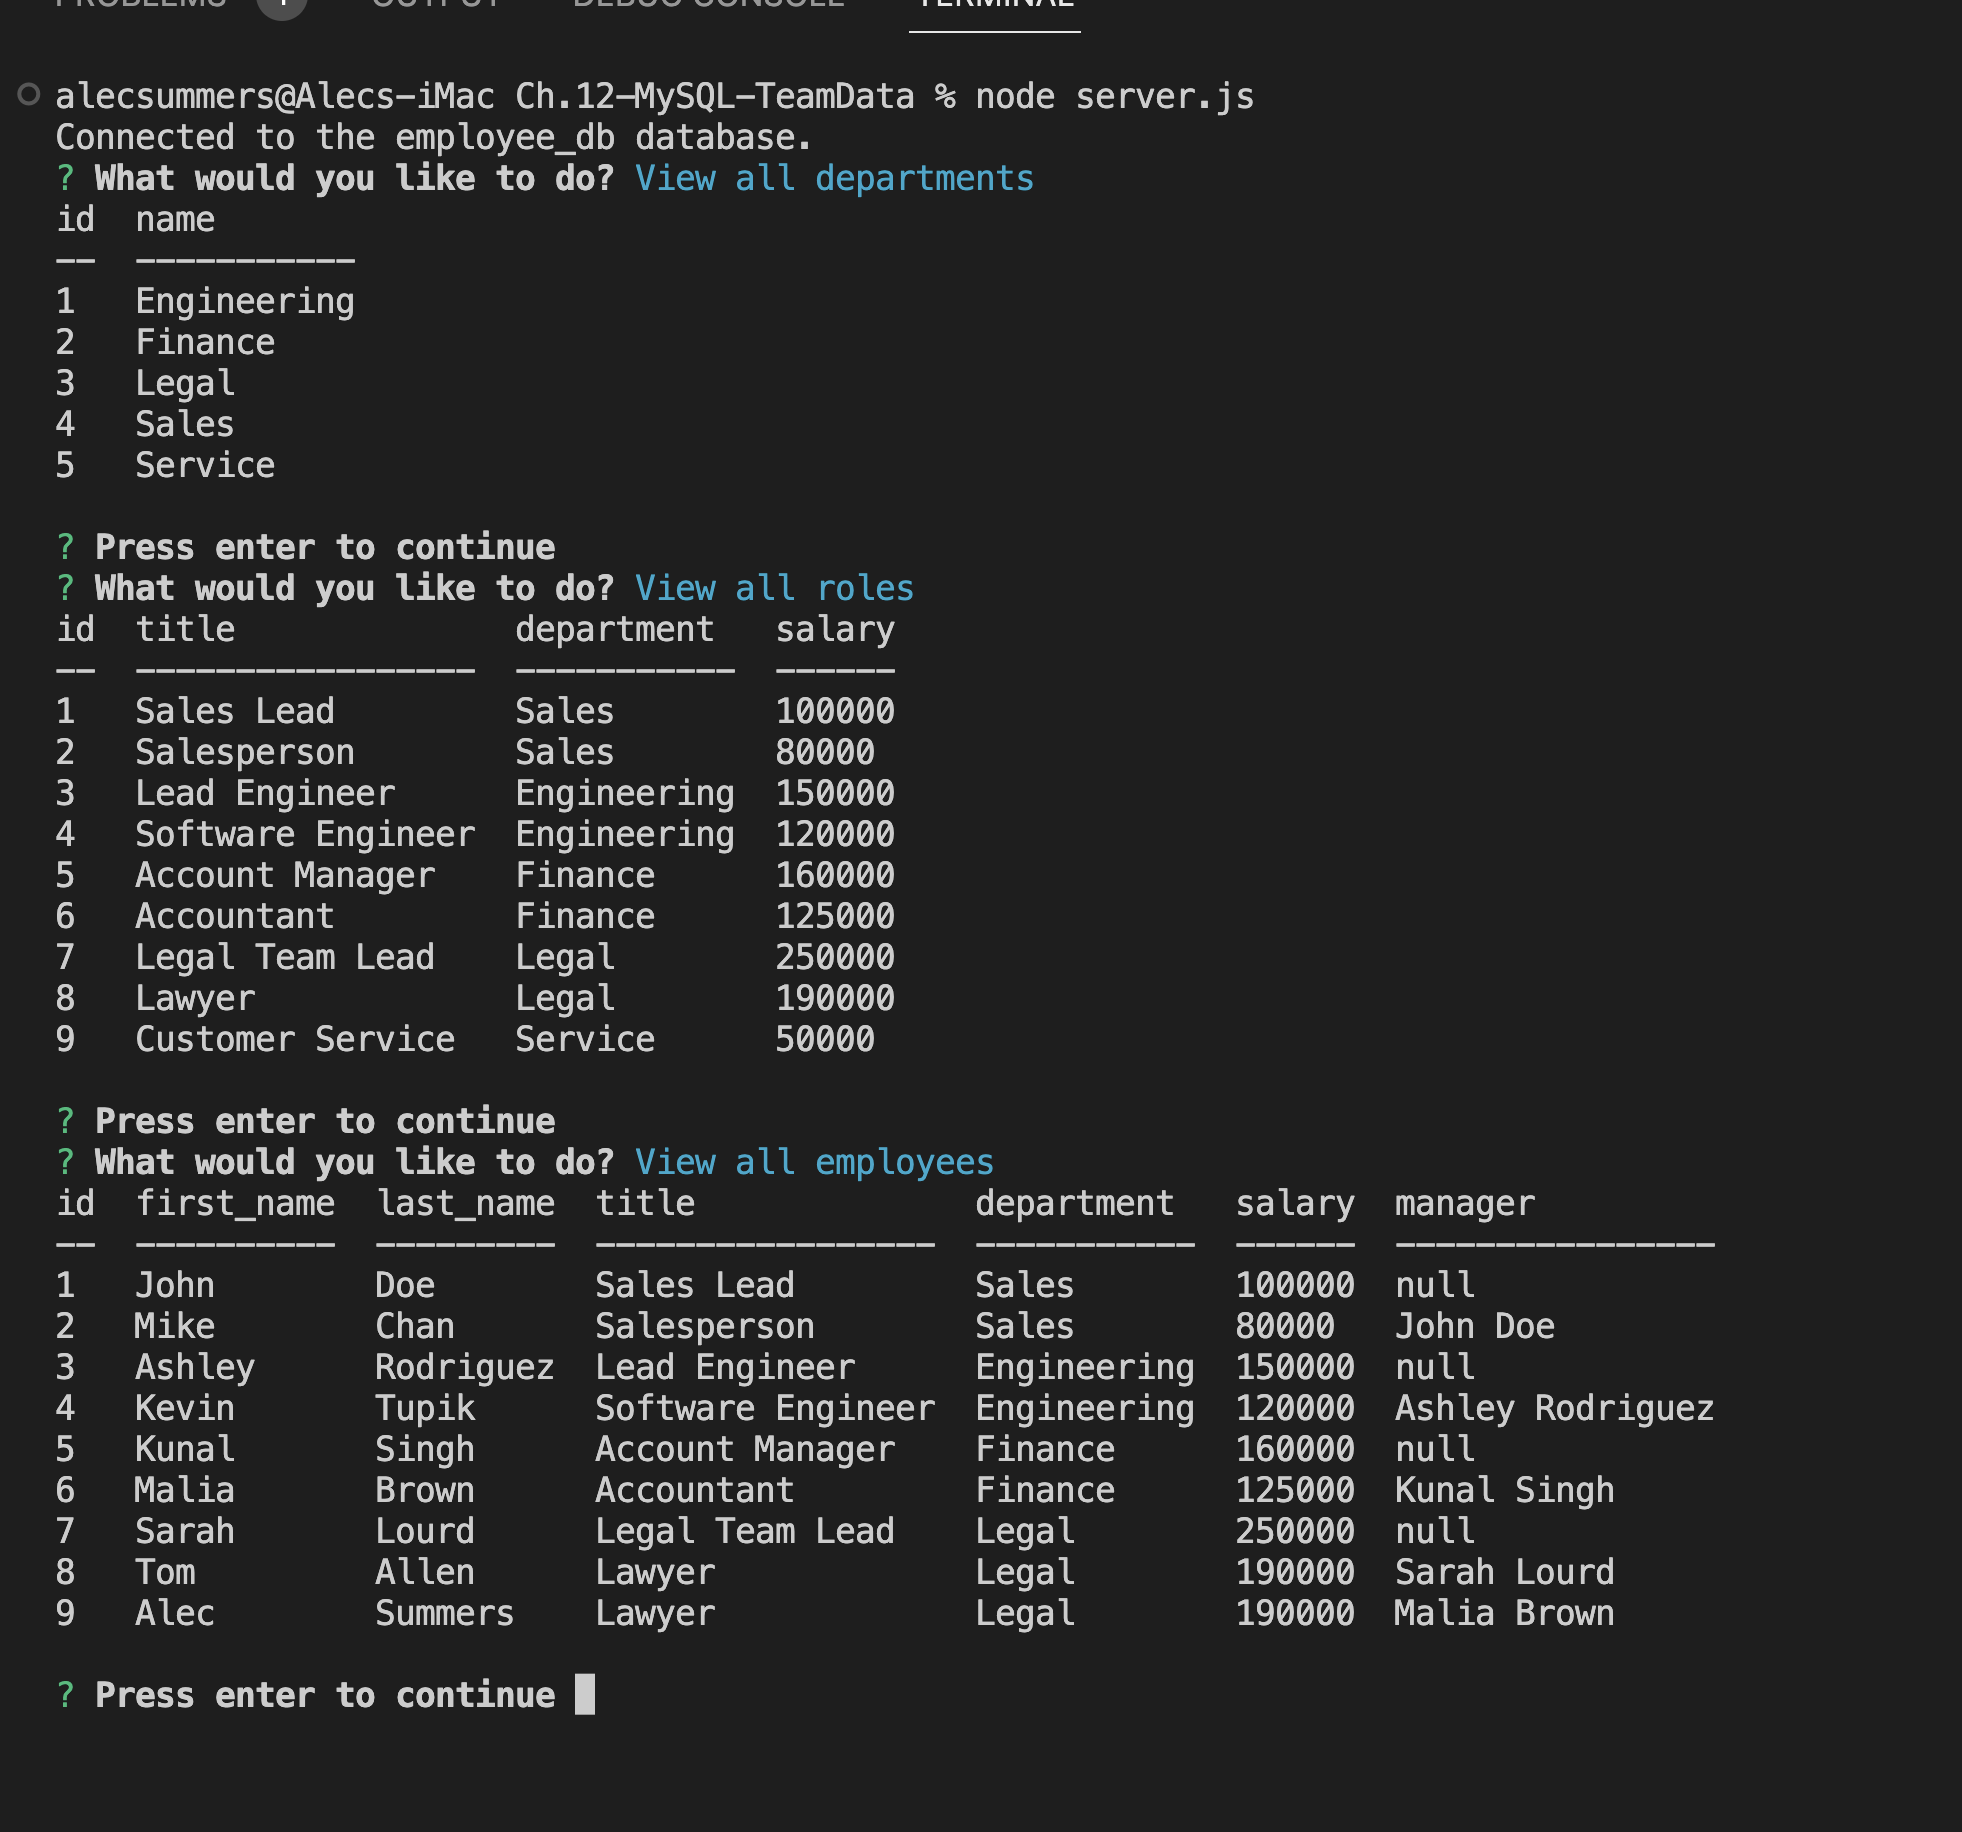 PROBLEMS OUTPUT DEBUG CONSOLE TERMINAL
alecsummers@Alecs-iMac Ch.12-MySQL-TeamData % node server.js
Connected to the employee_db database.
? What would you like to do? View all departments
id  name
--  -----------
1   Engineering
2   Finance
3   Legal
4   Sales
5   Service
? Press enter to continue
? What would you like to do? View all roles
id  title              department   salary
--  -----------------  -----------  ------
1   Sales Lead         Sales        100000
2   Salesperson        Sales        80000
3   Lead Engineer      Engineering  150000
4   Software Engineer  Engineering  120000
5   Account Manager    Finance      160000
6   Accountant         Finance      125000
7   Legal Team Lead    Legal        250000
8   Lawyer             Legal        190000
9   Customer Service   Service      50000
? Press enter to continue
? What would you like to do? View all employees
id  first_name  last_name  title              department   salary  manager
--  ----------  ---------  -----------------  -----------  ------  ----------------
1   John        Doe        Sales Lead         Sales        100000  null
2   Mike        Chan       Salesperson        Sales        80000   John Doe
3   Ashley      Rodriguez  Lead Engineer      Engineering  150000  null
4   Kevin       Tupik      Software Engineer  Engineering  120000  Ashley Rodriguez
5   Kunal       Singh      Account Manager    Finance      160000  null
6   Malia       Brown      Accountant         Finance      125000  Kunal Singh
7   Sarah       Lourd      Legal Team Lead    Legal        250000  null
8   Tom         Allen      Lawyer             Legal        190000  Sarah Lourd
9   Alec        Summers    Lawyer             Legal        190000  Malia Brown
? Press enter to continue